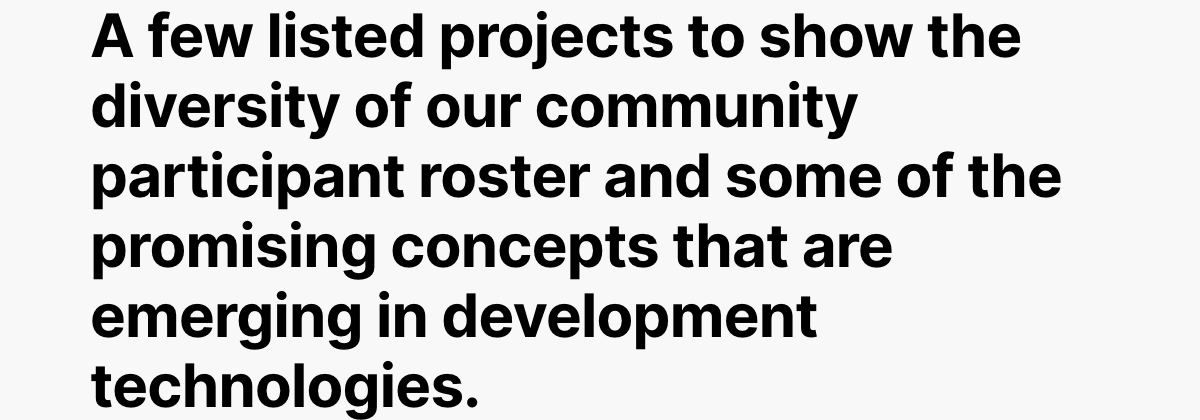 A few listed projects to show the
diversity of our community
participant roster and some of the
promising concepts that are
emerging in development
technologies.